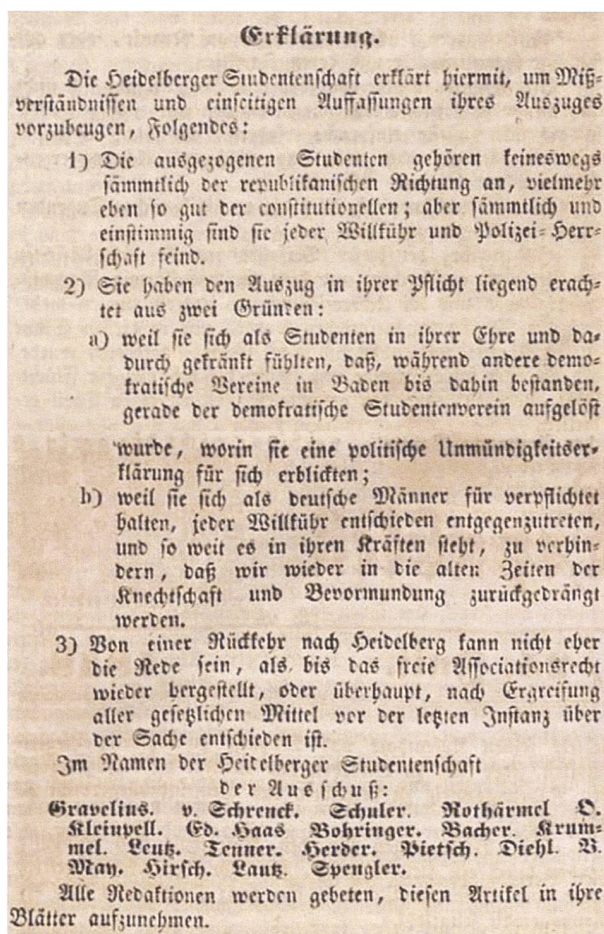 Erklärung.
Die Heidelberger Studentenschaft erklärt hiermit, um Miß-
verständnissen und einseitigen Auffassungen ihres Auszuges
vorzubeugen, Folgendes:
1) Die ausgezogenen Studenten gehören keineswegs
sämmtlich der republikanischen Richtung an, vielmehr
eben so gut der constitutionellen; aber sämmtlich und
einstimmig sind sie jeder Willkühr und Polizei-Herr-
schaft feind.
2) Sie haben den Auszug in ihrer Pflicht liegend erach-
tet aus zwei Gründen:
a) weil sie sich als Studenten in ihrer Ehre und da-
durch gekränkt fühlten, daß, während andere demo-
kratische Vereine in Baden bis dahin bestanden,
gerade der demokratische Studentenverein aufgelöst
wurde, worin sie eine politische Unmündigkeitser-
klärung für sich erblickten;
b) weil sie sich als deutsche Männer für verpflichtet
halten, jeder Willkühr entschieden entgegenzutreten,
und so weit es in ihren Kräften steht, zu verhin-
dern, daß wir wieder in die alten Zeiten der
Knechtschaft und Bevormundung zurückgedrängt
werden.
3) Von einer Rückkehr nach Heidelberg kann nicht eher
die Rede sein, als bis das freie Associationsrecht
wieder hergestellt, oder überhaupt, nach Ergreifung
aller gesetzlichen Mittel vor der letzten Instanz über
der Sache entschieden ist.
Im Namen der Heidelberger Studentenschaft
der Ausschuß:
Gravelius. v. Schrenck. Schuler. Rothärmel O.
Kleinpell. Ed. Haas Bohringer. Bacher. Krum-
mel. Leutz. Tenner. Herder. Pietsch. Diehl. B.
May. Hirsch. Lautz. Spengler.
Alle Redaktionen werden gebeten, diesen Artikel in ihre
Blätter aufzunehmen.